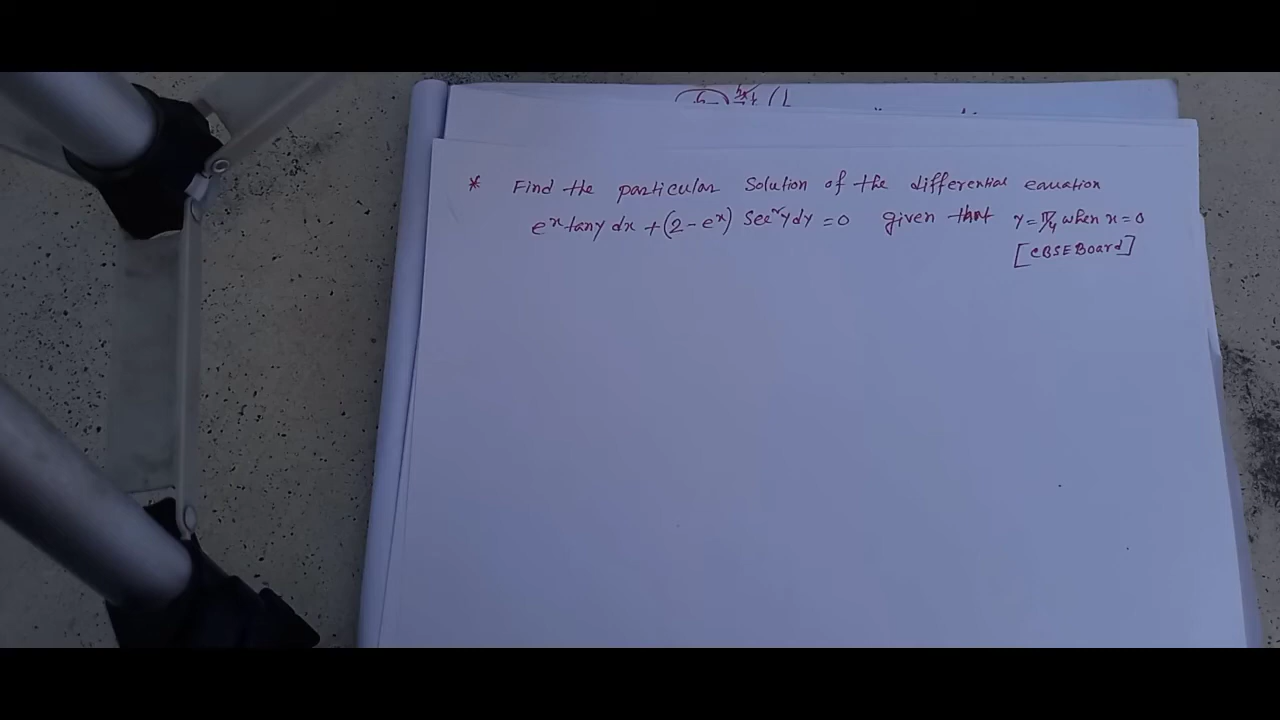 * Find the particular Solution of the differential equation
e^x tany dx + (2 - e^x) Sec^2 y dy = 0 given that y = π/4 when x = 0
[CBSE Board]